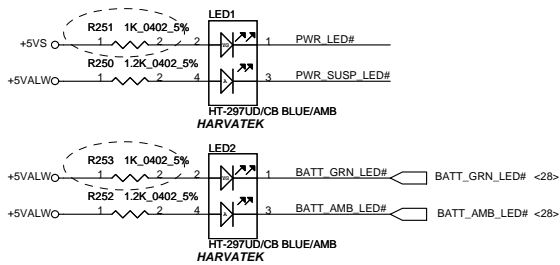 LED1
R251 1K_0402_5%
+5VS 1 2 2 1 PWR_LED#
R250 1.2K_0402_5%
+5VALW 1 2 4 3 PWR_SUSP_LED#
A
HT-297UD/CB BLUE/AMB
HARVATEK
LED2
R253 1K_0402_5%
+5VALW 1 2 2 1 BATT_GRN_LED# BATT_GRN_LED# <28>
R252 1.2K_0402_5%
+5VALW 1 2 4 3 BATT_AMB_LED# BATT_AMB_LED# <28>
A
HT-297UD/CB BLUE/AMB
HARVATEK